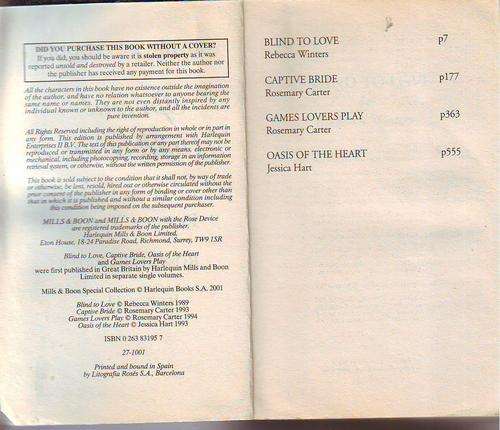 DID YOU PURCHASE THIS BOOK WITHOUT A COVER?
If you did, you should be aware it is stolen property as it was
reported unsold and destroyed by a retailer. Neither the author nor
the publisher has received any payment for this book.
All the characters in this book have no existence outside the imagination
of the author, and have no relation whatsoever to anyone bearing the
same name or names. They are not even distantly inspired by any
individual known or unknown to the author, and all the incidents are
pure invention.
All Rights Reserved including the right of reproduction in whole or in part in
any form. This edition is published by arrangement with Harlequin
Enterprises II B.V. The text of this publication or any part thereof may not be
reproduced or transmitted in any form or by any means, electronic or
mechanical, including photocopying, recording, storage in an information
retrieval system, or otherwise, without the written permission of the publisher.
This book is sold subject to the condition that it shall not, by way of trade
or otherwise, be lent, resold, hired out or otherwise circulated without the
prior consent of the publisher in any form of binding or cover other than
that in which it is published and without a similar condition including
this condition being imposed on the subsequent purchaser.
MILLS & BOON and MILLS & BOON with the Rose Device
are registered trademarks of the publisher.
Harlequin Mills & Boon Limited,
Eton House, 18-24 Paradise Road, Richmond, Surrey, TW9 1SR
Blind to Love, Captive Bride, Oasis of the Heart
and Games Lovers Play
were first published in Great Britain by Harlequin Mills and Boon
Limited in separate single volumes.
Mills & Boon Special Collection © Harlequin Books S.A. 2001
Blind to Love © Rebecca Winters 1989
Captive Bride © Rosemary Carter 1993
Games Lovers Play © Rosemary Carter 1994
Oasis of the Heart © Jessica Hart 1993
ISBN 0 263 83195 7
27-1001
Printed and bound in Spain
by Litografia Rosés S.A., Barcelona
BLIND TO LOVE p7
Rebecca Winters
CAPTIVE BRIDE p177
Rosemary Carter
GAMES LOVERS PLAY p363
Rosemary Carter
OASIS OF THE HEART p555
Jessica Hart